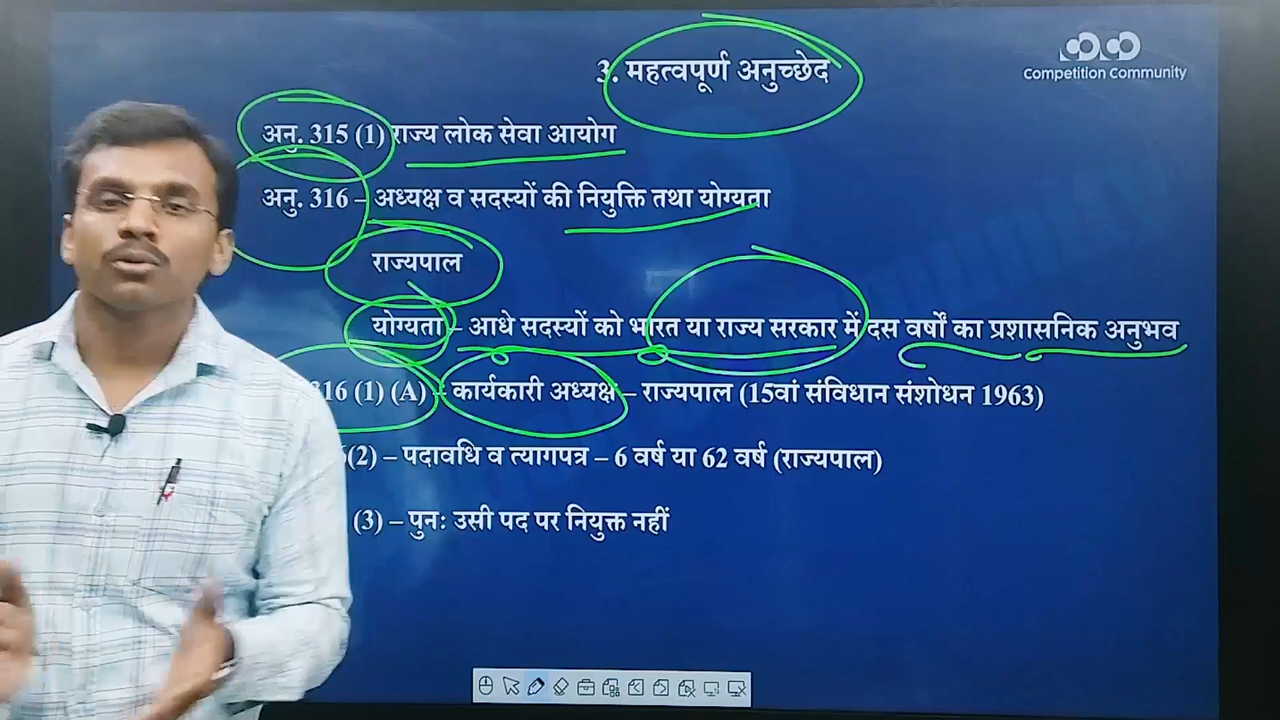 3. महत्वपूर्ण अनुच्छेद
Competition Community
अनु. 315 (1) राज्य लोक सेवा आयोग
अनु. 316 – अध्यक्ष व सदस्यों की नियुक्ति तथा योग्यता
राज्यपाल
योग्यता – आधे सदस्यों को भारत या राज्य सरकार में दस वर्षों का प्रशासनिक अनुभव
16 (1) (A) – कार्यकारी अध्यक्ष – राज्यपाल (15वां संविधान संशोधन 1963)
(2) – पदावधि व त्यागपत्र – 6 वर्ष या 62 वर्ष (राज्यपाल)
(3) – पुनः उसी पद पर नियुक्त नहीं